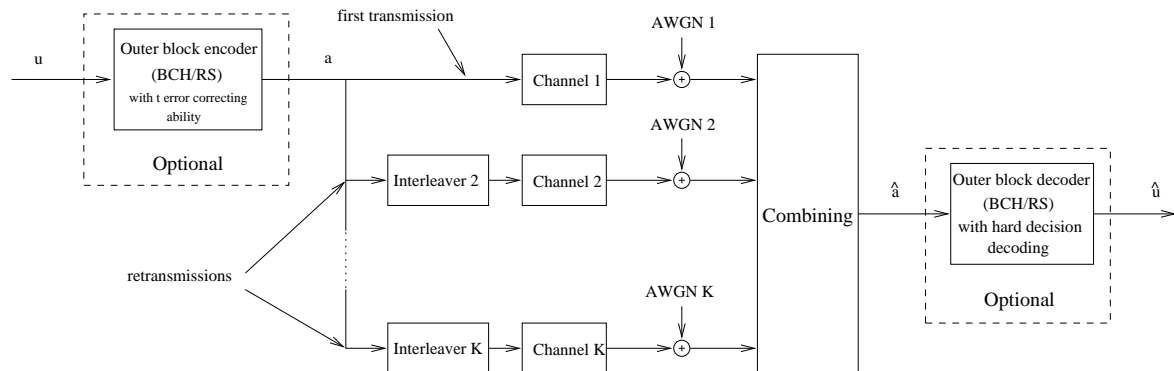 first transmission
AWGN 1
u
Outer block encoder
(BCH/RS)
with t error correcting
ability
Optional
a
Channel 1
+
AWGN 2
Interleaver 2
Channel 2
+
Combining
â
Outer block decoder
(BCH/RS)
with hard decision
decoding
Optional
û
retransmissions
AWGN K
Interleaver K
Channel K
+